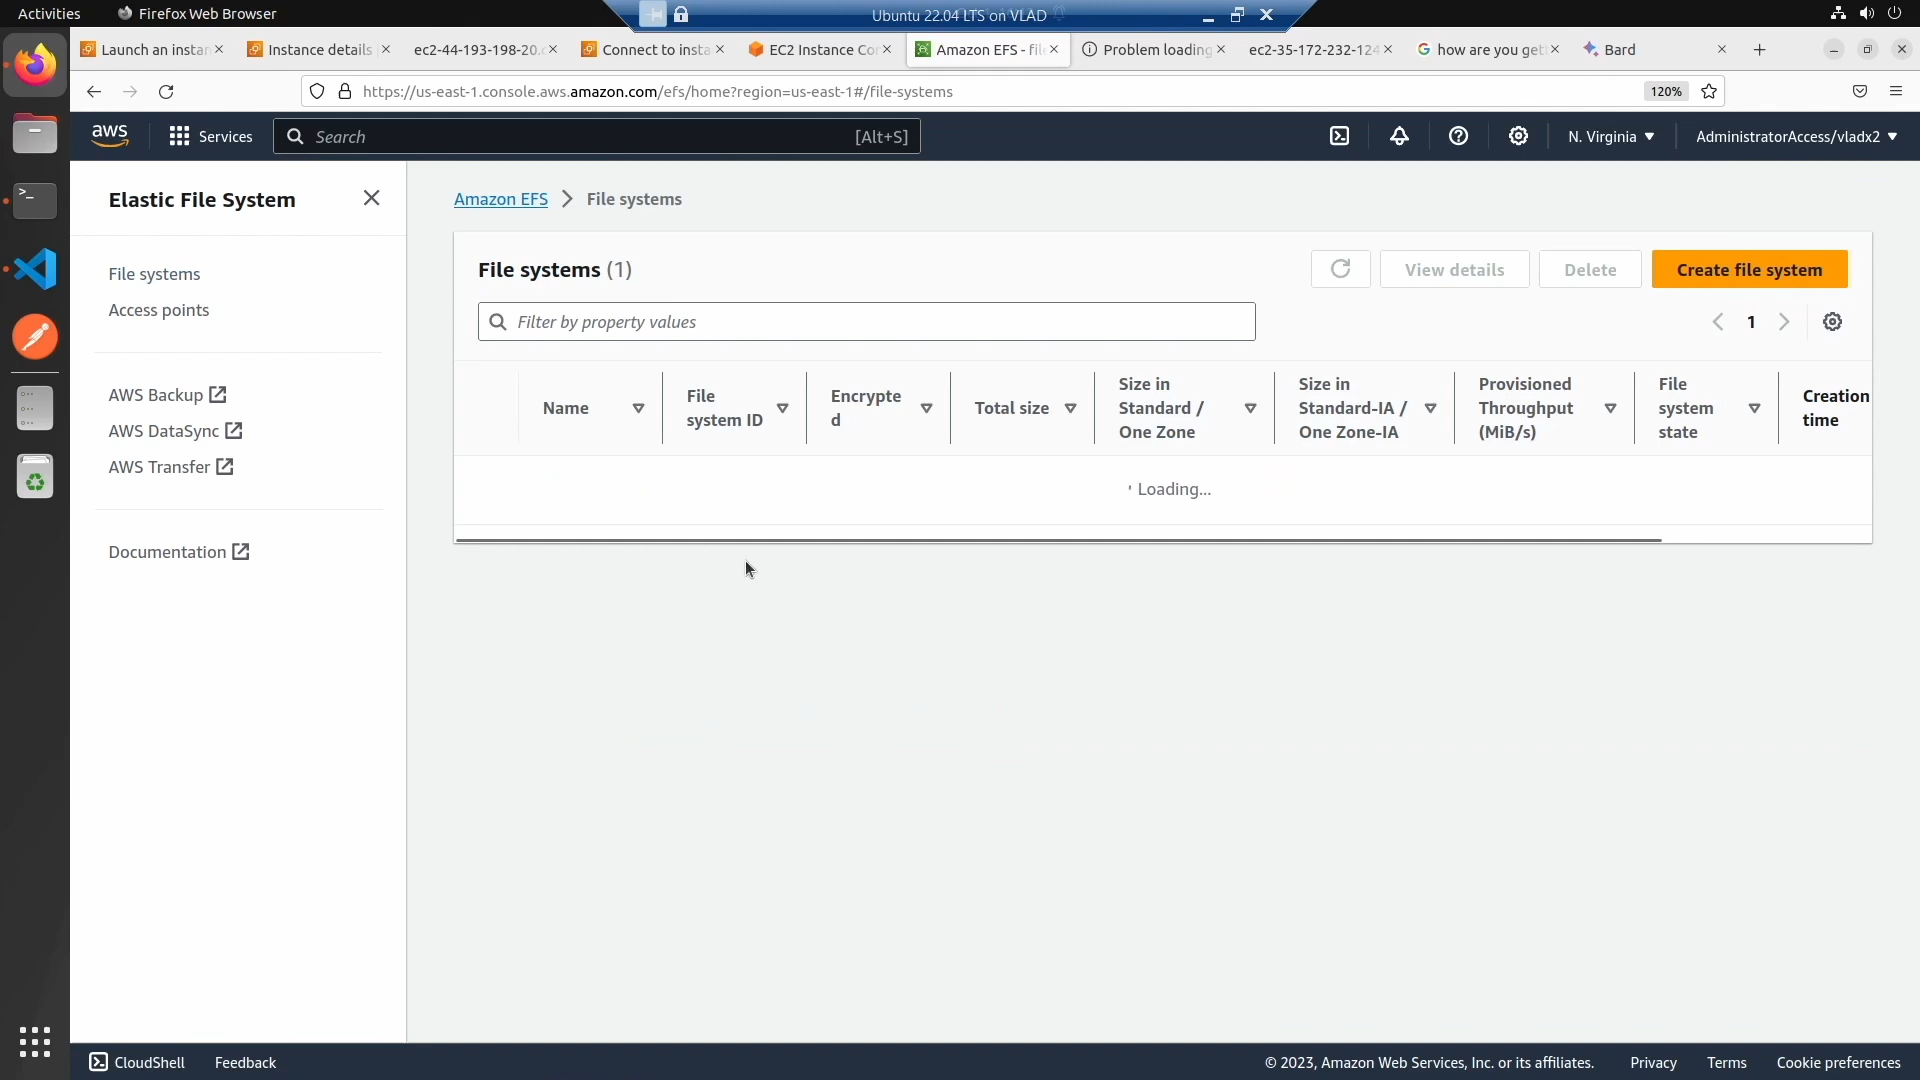 Activities
Firefox Web Browser
Ubuntu 22.04 LTS on VLAD
Launch an instan
Instance details
ec2-44-193-198-20.
Connect to insta
EC2 Instance Con
Amazon EFS - file
Problem loading
ec2-35-172-232-124
how are you get
Bard
https://us-east-1.console.aws.amazon.com/efs/home?region=us-east-1#/file-systems
120%
aws
Services
Search
[Alt+S]
N. Virginia
AdministratorAccess/vladx2
Elastic File System
File systems
Access points
AWS Backup
AWS DataSync
AWS Transfer
Documentation
Amazon EFS
File systems
File systems (1)
View details
Delete
Create file system
Filter by property values
1
Name
File
system ID
Encrypte
d
Total size
Size in
Standard /
One Zone
Size in
Standard-IA /
One Zone-IA
Provisioned
Throughput
(MiB/s)
File
system
state
Creation
time
Loading...
CloudShell
Feedback
© 2023, Amazon Web Services, Inc. or its affiliates.
Privacy
Terms
Cookie preferences